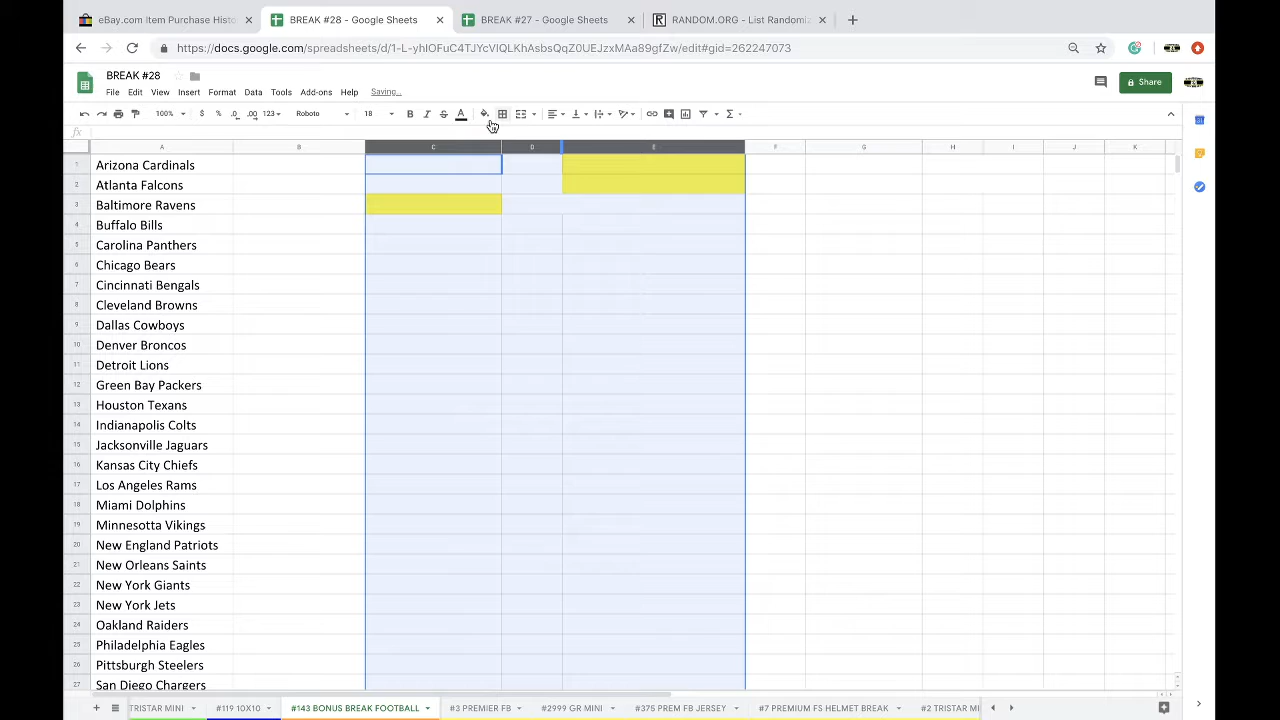 eBay.com Item Purchase Histo
BREAK #28 - Google Sheets
BREAK #27 - Google Sheets
RANDOM.ORG - List Randomiz
https://docs.google.com/spreadsheets/d/
BREAK #28
File Edit View Insert Format Data Tools Add-ons Help Saving...
Share
100% $ % .0 .00 123 Roboto 18 B I S A
fx
A B C D E F G H I J K
1 Arizona Cardinals
2 Atlanta Falcons
3 Baltimore Ravens
4 Buffalo Bills
5 Carolina Panthers
6 Chicago Bears
7 Cincinnati Bengals
8 Cleveland Browns
9 Dallas Cowboys
10 Denver Broncos
11 Detroit Lions
12 Green Bay Packers
13 Houston Texans
14 Indianapolis Colts
15 Jacksonville Jaguars
16 Kansas City Chiefs
17 Los Angeles Rams
18 Miami Dolphins
19 Minnesotta Vikings
20 New England Patriots
21 New Orleans Saints
22 New York Giants
23 New York Jets
24 Oakland Raiders
25 Philadelphia Eagles
26 Pittsburgh Steelers
27 San Diego Chargers
TRISTAR MINI #119 10X10 #143 BONUS BREAK FOOTBALL #3 PREMIER FB #2999 GR MINI #375 PREM FB JERSEY #7 PREMIUM FS HELMET BREAK #2 TRISTAR MI